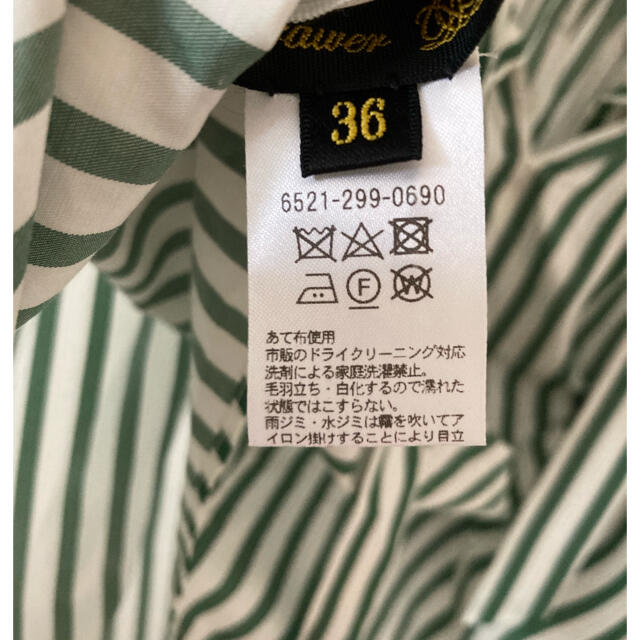 rawer
36
6521-299-0690
F
W
あて布使用
市販のドライクリーニング対応
洗剤による家庭洗濯禁止。
毛羽立ち・白化するので濡れた
状態ではこすらない。
雨ジミ・水ジミは霧を吹いてア
イロン掛けすることにより目立